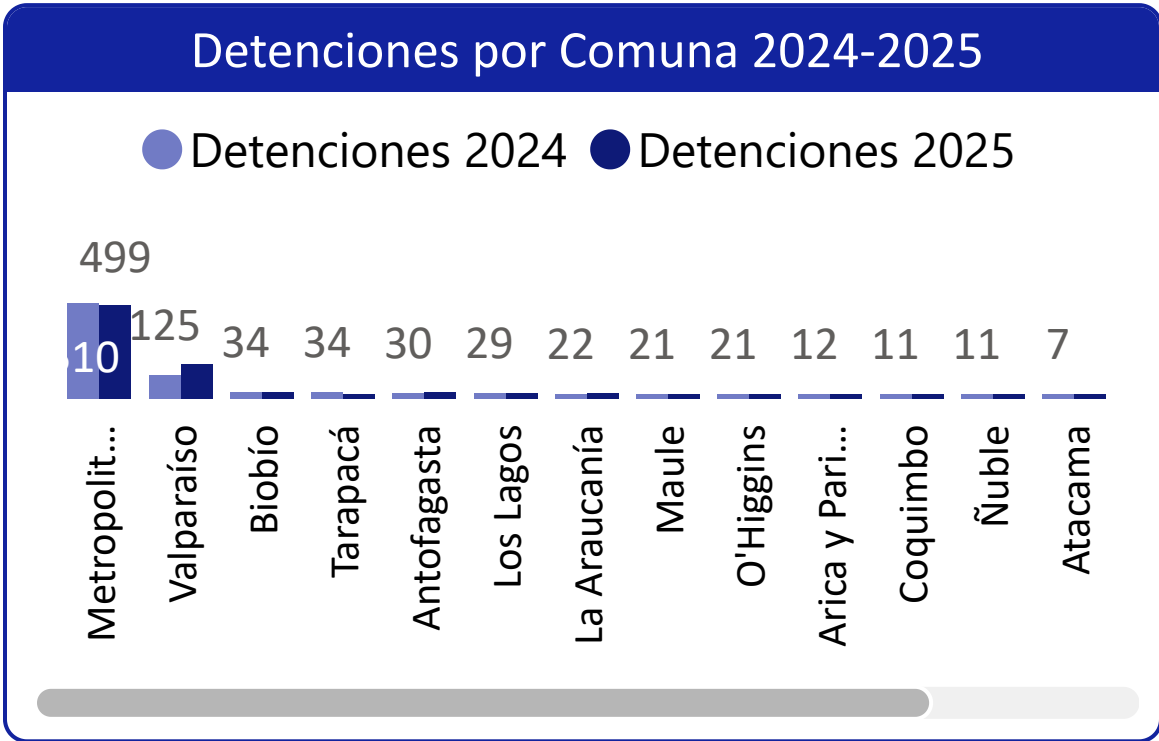 Detenciones por Comuna 2024-2025
Detenciones 2024 Detenciones 2025
499
510
125
34
34
30
29
22
21
21
12
11
11
7
Metropolit...
Valparaíso
Biobío
Tarapacá
Antofagasta
Los Lagos
La Araucanía
Maule
O'Higgins
Arica y Pari...
Coquimbo
Ñuble
Atacama